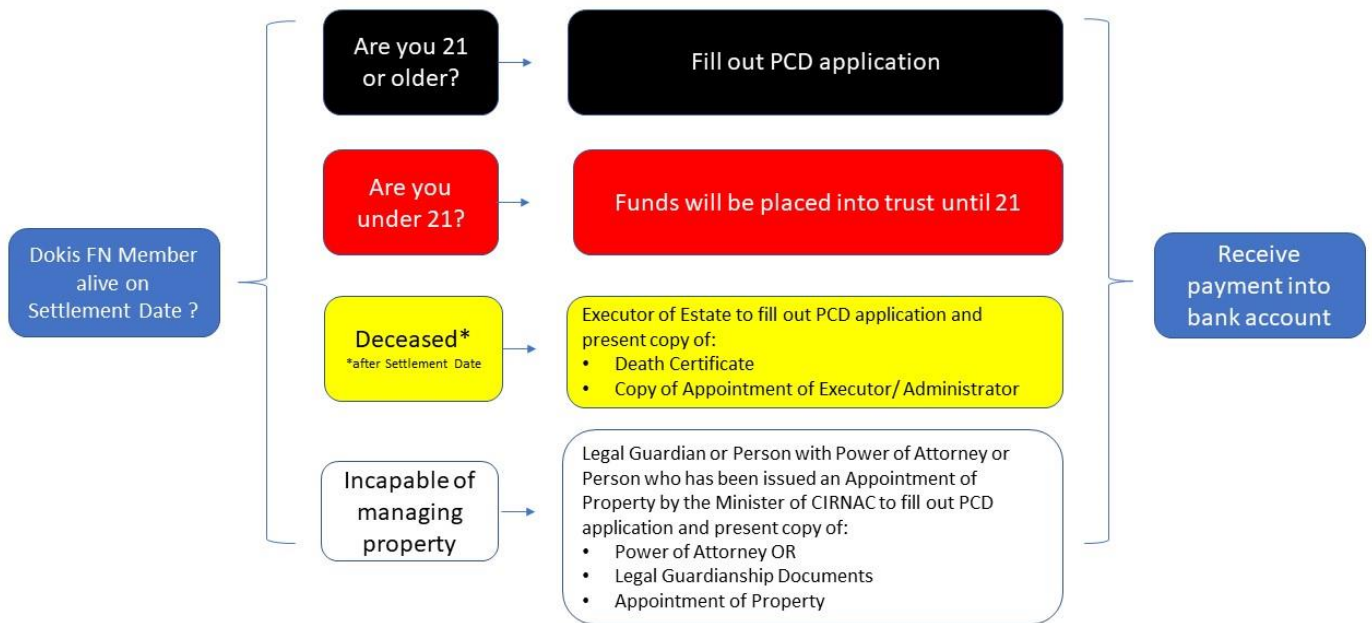 Dokis FN Member
alive on
Settlement Date ?
Are you 21
or older?
Fill out PCD application
Are you
under 21?
Funds will be placed into trust until 21
Deceased*
*after Settlement Date
Executor of Estate to fill out PCD application and
present copy of:
• Death Certificate
• Copy of Appointment of Executor/ Administrator
Incapable of
managing
property
Legal Guardian or Person with Power of Attorney or
Person who has been issued an Appointment of
Property by the Minister of CIRNAC to fill out PCD
application and present copy of:
• Power of Attorney OR
• Legal Guardianship Documents
• Appointment of Property
Receive
payment into
bank account